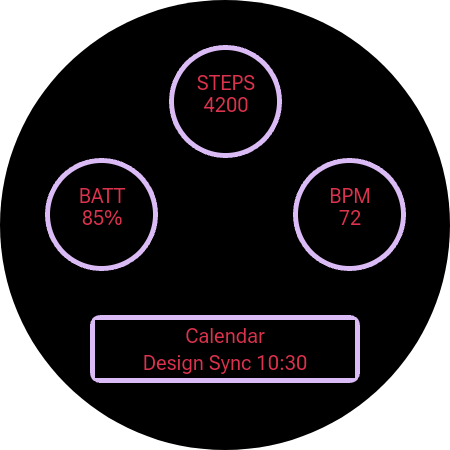 STEPS
4200
BATT
85%
BPM
72
Calendar
Design Sync 10:30